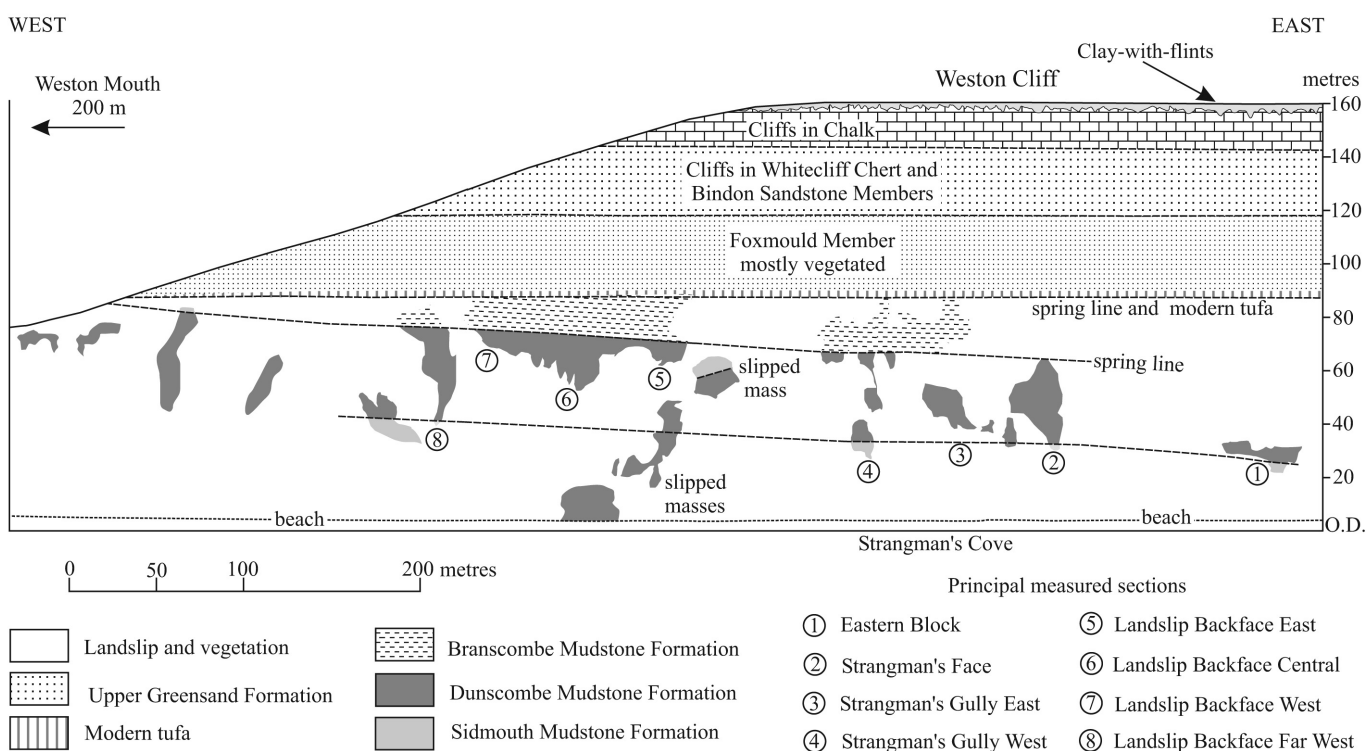 WEST
EAST
Clay-with-flints
Weston Cliff
metres
Weston Mouth
200 m
160
Cliffs in Chalk
140
Cliffs in Whitecliff Chert and
Bindon Sandstone Members
120
Foxmould Member
mostly vegetated
100
spring line and modern tufa
80
spring line
slipped
mass
60
7
5
6
40
8
4
3
2
1
slipped
masses
20
beach
beach
O.D.
Strangman's Cove
0 50 100 200 metres
Principal measured sections
Landslip and vegetation
Upper Greensand Formation
Modern tufa
Branscombe Mudstone Formation
Dunscombe Mudstone Formation
Sidmouth Mudstone Formation
1 Eastern Block
2 Strangman's Face
3 Strangman's Gully East
4 Strangman's Gully West
5 Landslip Backface East
6 Landslip Backface Central
7 Landslip Backface West
8 Landslip Backface Far West